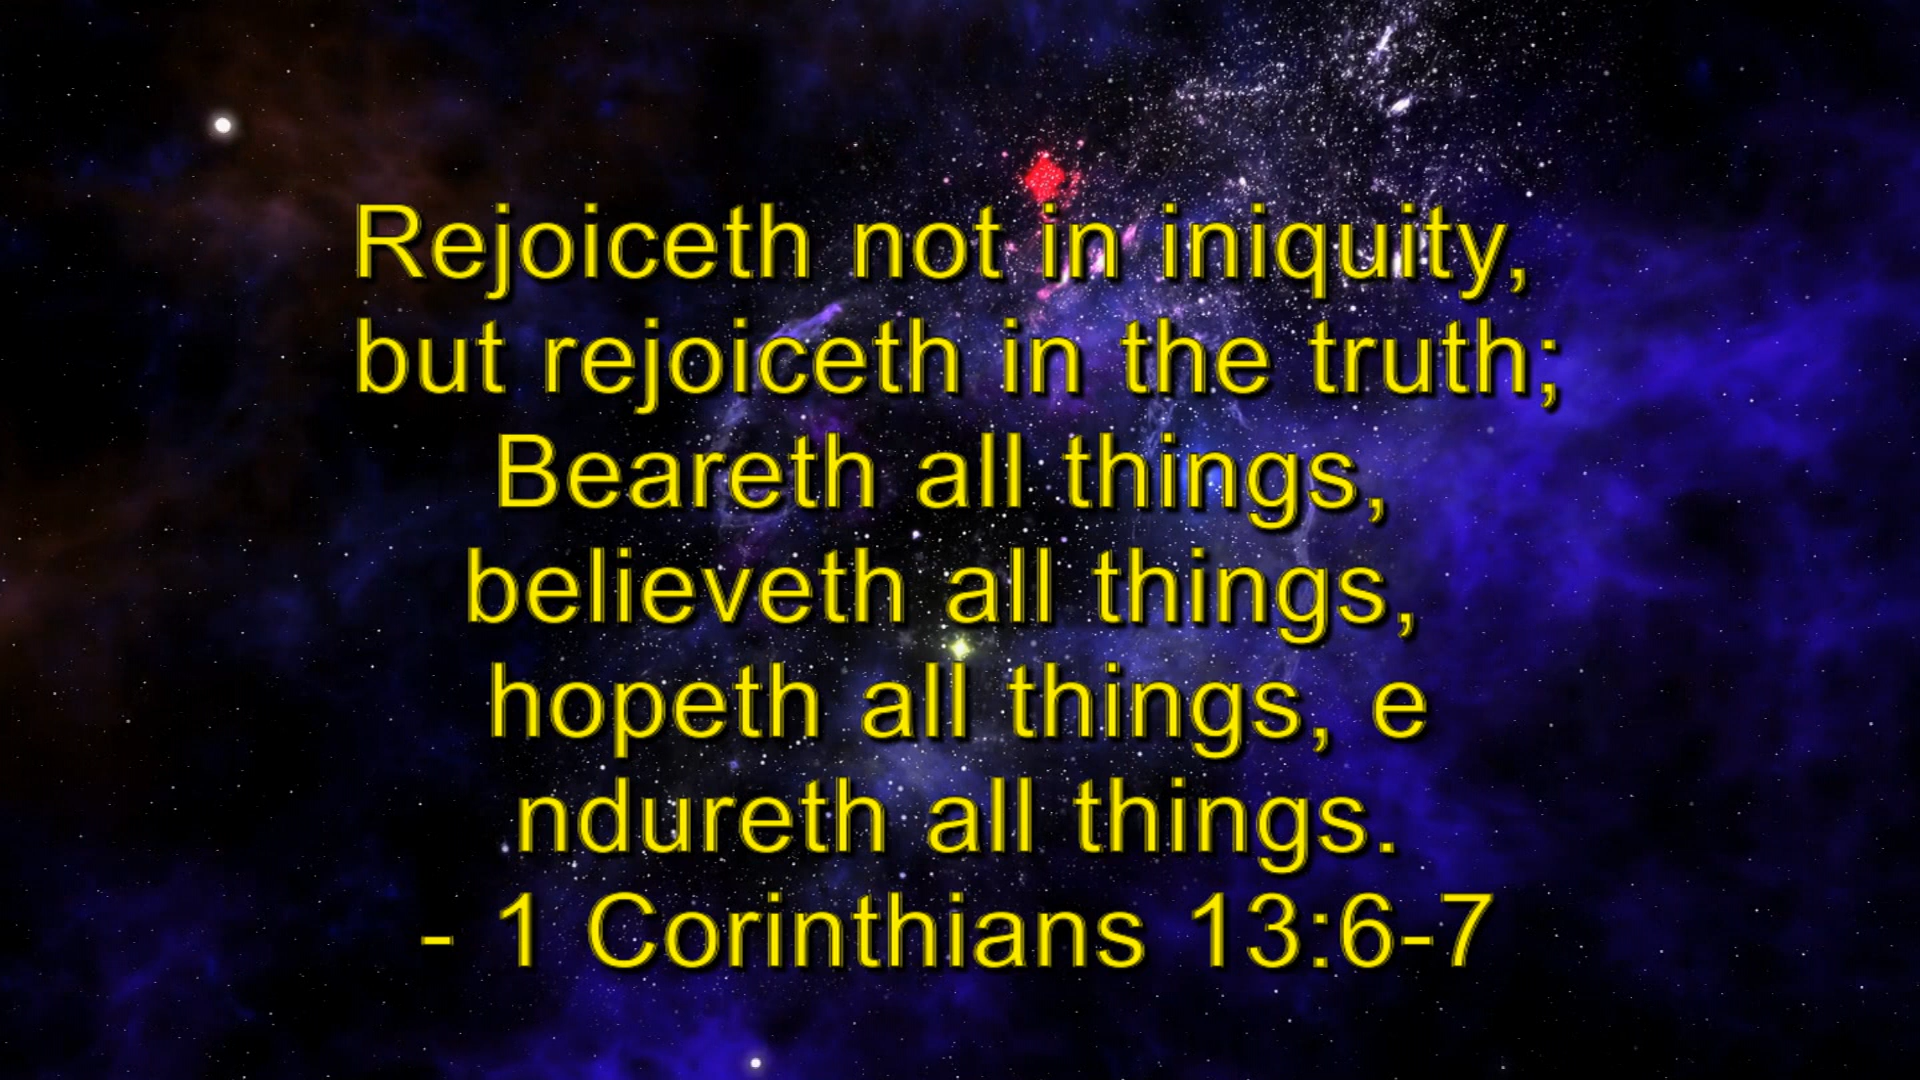 Rejoiceth not in iniquity,
but rejoiceth in the truth;
Beareth all things,
believeth all things,
hopeth all things, e
ndureth all things.
- 1 Corinthians 13:6-7